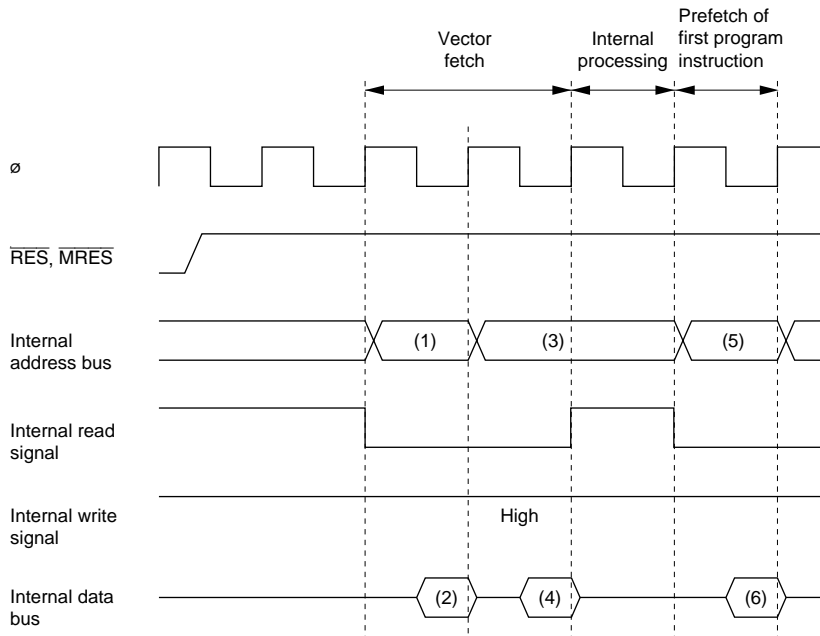 Vector
fetch
Internal
processing
Prefetch of
first program
instruction
ø
RES, MRES
Internal
address bus
(1)
(3)
(5)
Internal read
signal
Internal write
signal
High
Internal data
bus
(2)
(4)
(6)